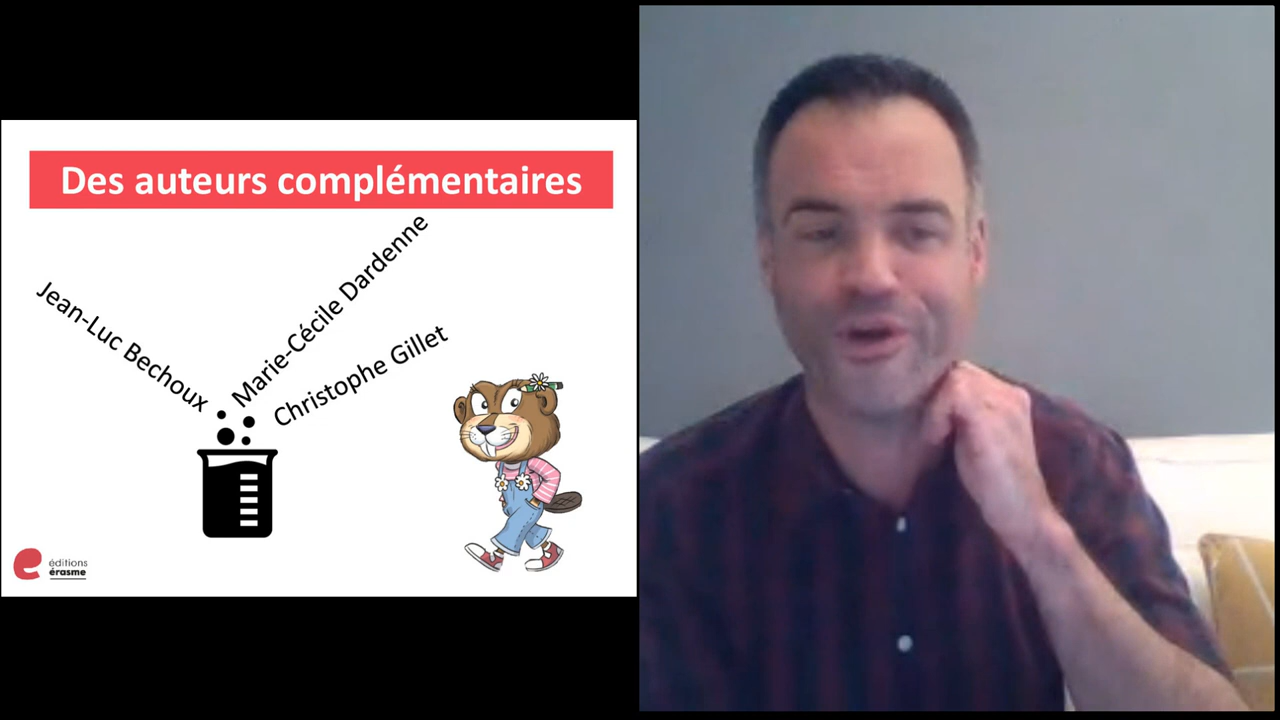 Des auteurs complémentaires
Jean-Luc Bechoux
Marie-Cécile Dardenne
Christophe Gillet
éditions
érasme